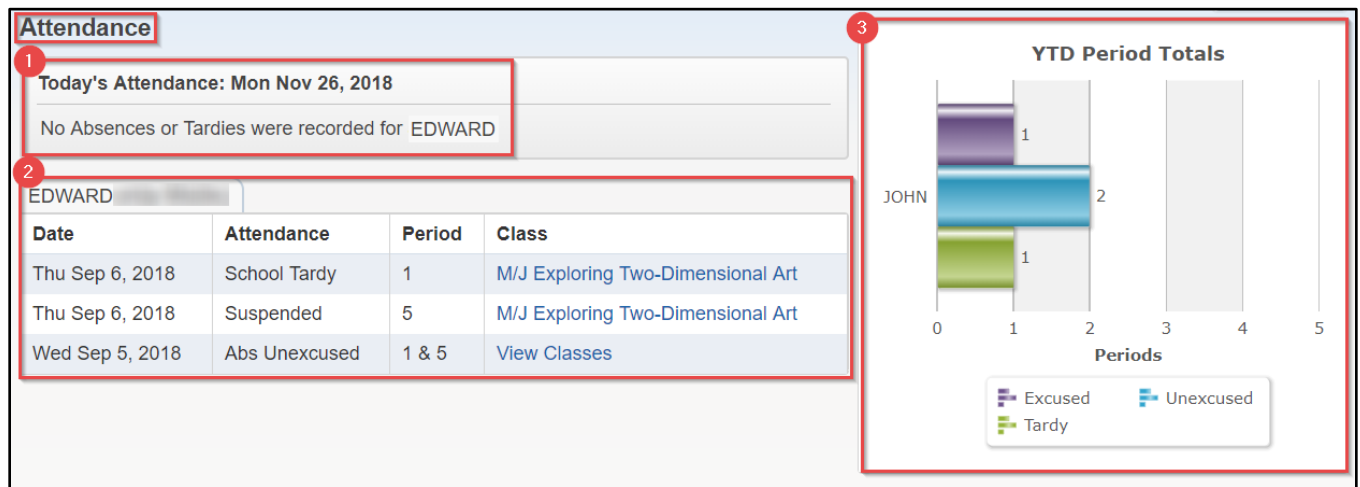 Attendance
1
Today's Attendance: Mon Nov 26, 2018
No Absences or Tardies were recorded for EDWARD
2
EDWARD
Date Attendance Period Class
Thu Sep 6, 2018 School Tardy 1 M/J Exploring Two-Dimensional Art
Thu Sep 6, 2018 Suspended 5 M/J Exploring Two-Dimensional Art
Wed Sep 5, 2018 Abs Unexcused 1 & 5 View Classes
3
YTD Period Totals
1
JOHN 2
1
0 1 2 3 4 5
Periods
Excused Unexcused
Tardy